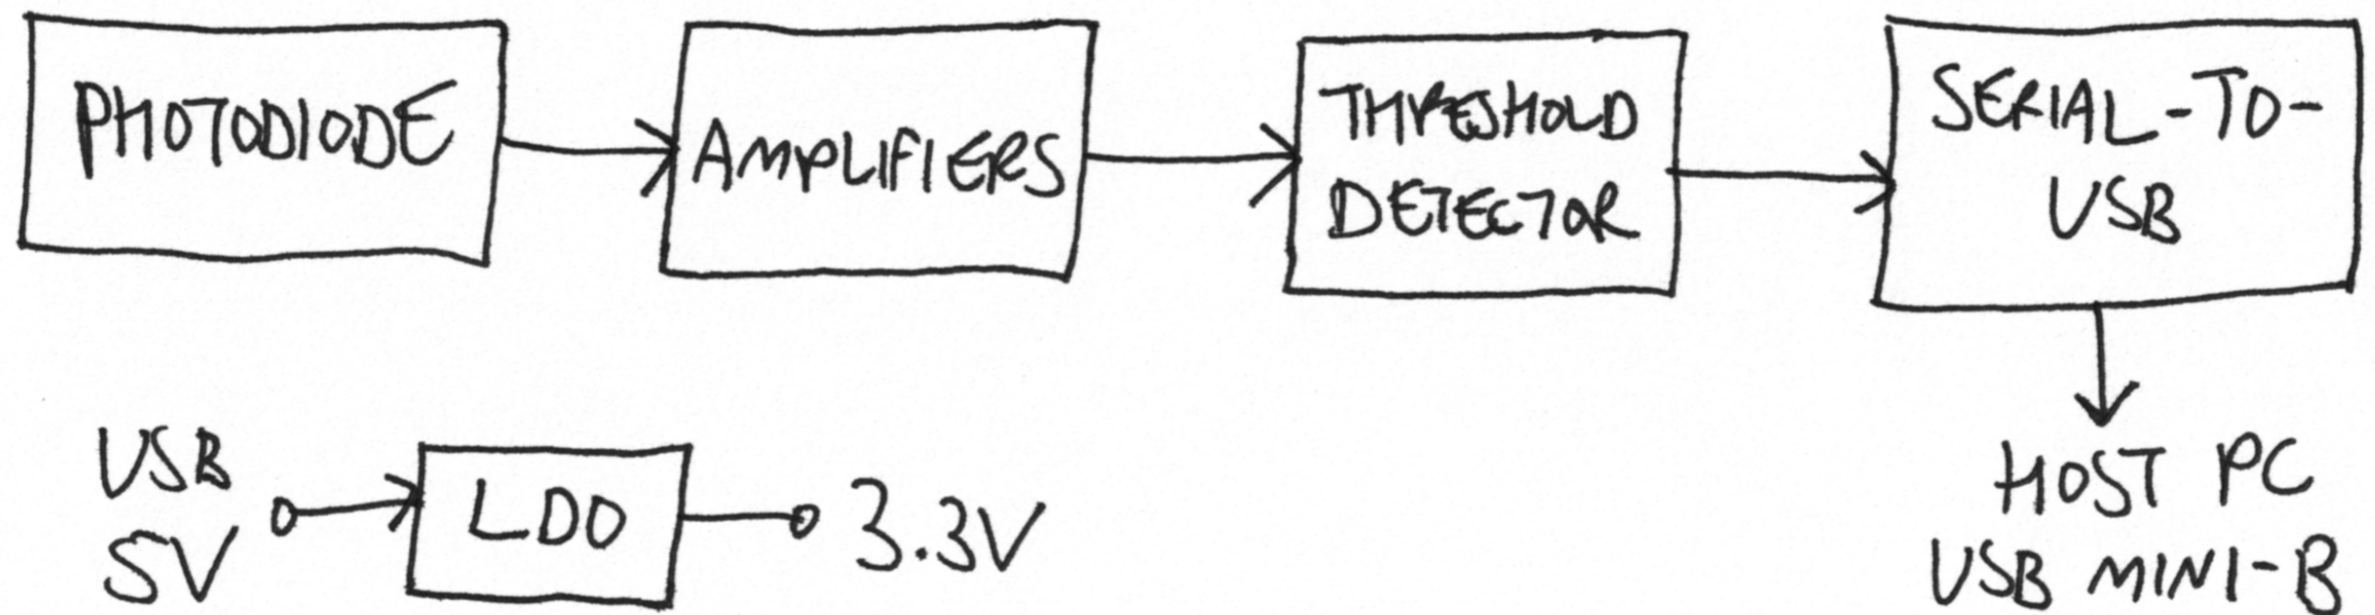 PHOTODIODE
AMPLIFIERS
THRESHOLD
DETECTOR
SERIAL-TO-
USB
USB
5V
LDO
3.3V
HOST PC
USB MINI-B